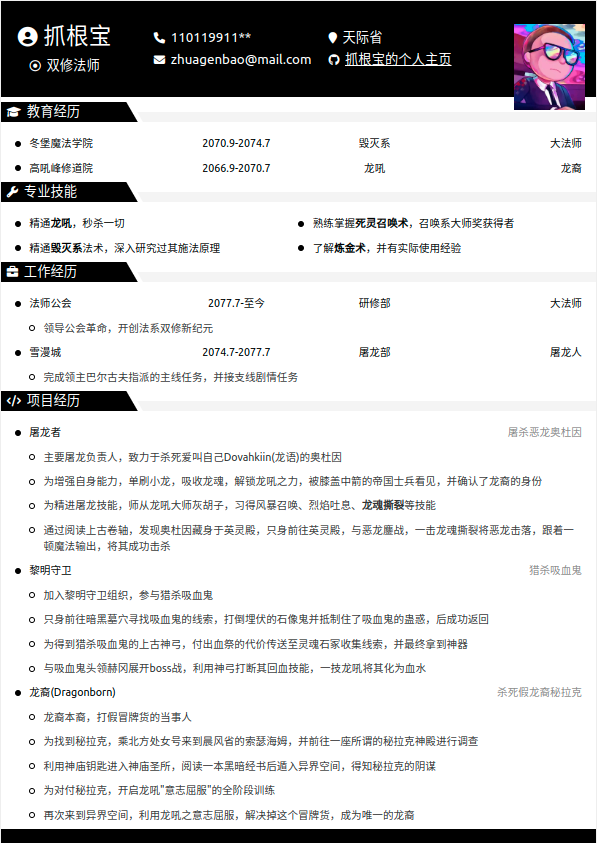 抓根宝
双修法师
110119911**
zhuagenbao@mail.com
天际省
抓根宝的个人主页
教育经历
冬堡魔法学院 2070.9-2074.7 毁灭系 大法师
高吼峰修道院 2066.9-2070.7 龙吼 龙裔
专业技能
精通龙吼，秒杀一切 熟练掌握死灵召唤术，召唤系大师奖获得者
精通毁灭系法术，深入研究过其施法原理 了解炼金术，并有实际使用经验
工作经历
法师公会 2077.7-至今 研修部 大法师
领导公会革命，开创法系双修新纪元
雪漫城 2074.7-2077.7 屠龙部 屠龙人
完成领主巴尔古夫指派的主线任务，并接支线剧情任务
项目经历
屠龙者 屠杀恶龙奥杜因
主要屠龙负责人，致力于杀死爱叫自己Dovahkiin(龙语)的奥杜因
为增强自身能力，单刷小龙，吸收龙魂，解锁龙吼之力，被膝盖中箭的帝国士兵看见，并确认了龙裔的身份
为精进屠龙技能，师从龙吼大师灰胡子，习得风暴召唤、烈焰吐息、龙魂撕裂等技能
通过阅读上古卷轴，发现奥杜因藏身于英灵殿，只身前往英灵殿，与恶龙鏖战，一击龙魂撕裂将恶龙击落，跟着一
顿魔法输出，将其成功击杀
黎明守卫 猎杀吸血鬼
加入黎明守卫组织，参与猎杀吸血鬼
只身前往暗黑墓穴寻找吸血鬼的线索，打倒埋伏的石像鬼并抵制住了吸血鬼的蛊惑，后成功返回
为得到猎杀吸血鬼的上古神弓，付出血祭的代价传送至灵魂石冢收集线索，并最终拿到神器
与吸血鬼头领赫冈展开boss战，利用神弓打断其回血技能，一技龙吼将其化为血水
龙裔(Dragonborn) 杀死假龙裔秘拉克
龙裔本裔，打假冒牌货的当事人
为找到秘拉克，乘北方处女号来到晨风省的索瑟海姆，并前往一座所谓的秘拉克神殿进行调查
利用神庙钥匙进入神庙圣所，阅读一本黑暗经书后遁入异界空间，得知秘拉克的阴谋
为对付秘拉克，开启龙吼"意志屈服"的全阶段训练
再次来到异界空间，利用龙吼之意志屈服，解决掉这个冒牌货，成为唯一的龙裔